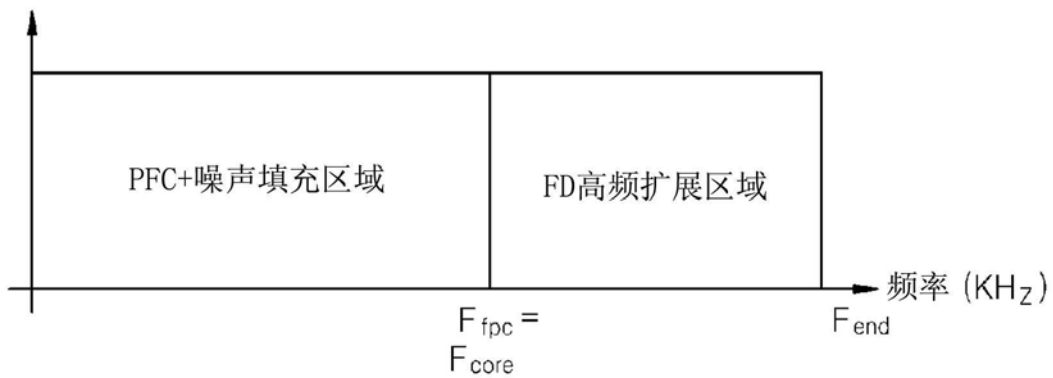 PFC+噪声填充区域
FD高频扩展区域
频率 (KHZ)
Ffpc =
Fcore
Fend